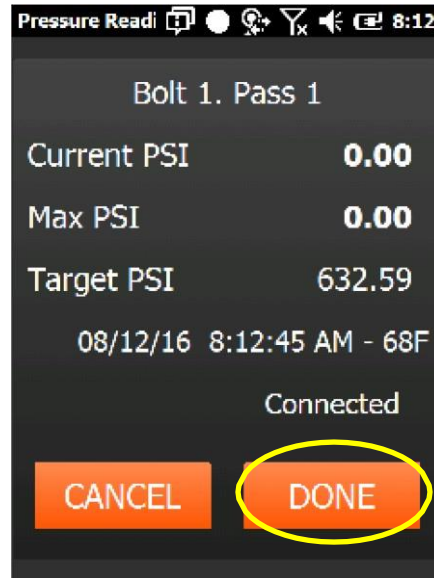 Pressure Readi 8:12
Bolt 1. Pass 1
Current PSI 0.00
Max PSI 0.00
Target PSI 632.59
08/12/16 8:12:45 AM - 68F
Connected
CANCEL DONE